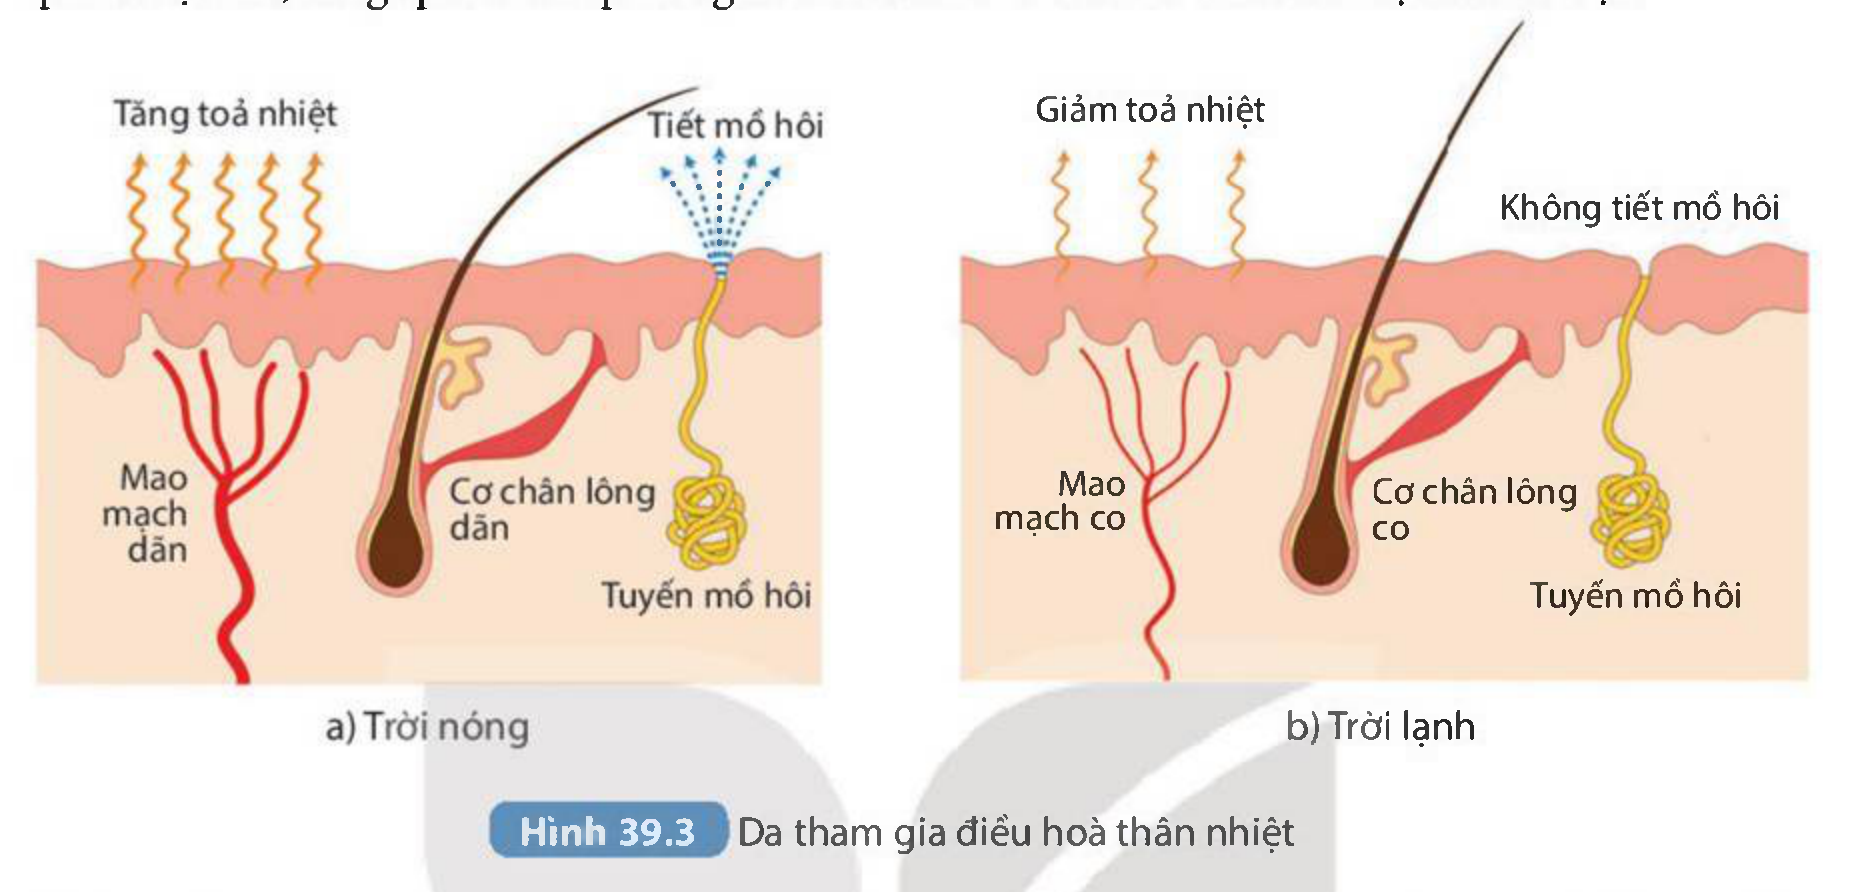 Tăng toả nhiệt
Tiết mồ hôi
Mao
mạch
dãn
Cơ chân lông
dãn
Tuyến mồ hôi
a) Trời nóng
Giảm toả nhiệt
Không tiết mồ hôi
Mao
mạch co
Cơ chân lông
co
Tuyến mồ hôi
b) Trời lạnh
Hình 39.3 Da tham gia điều hoà thân nhiệt